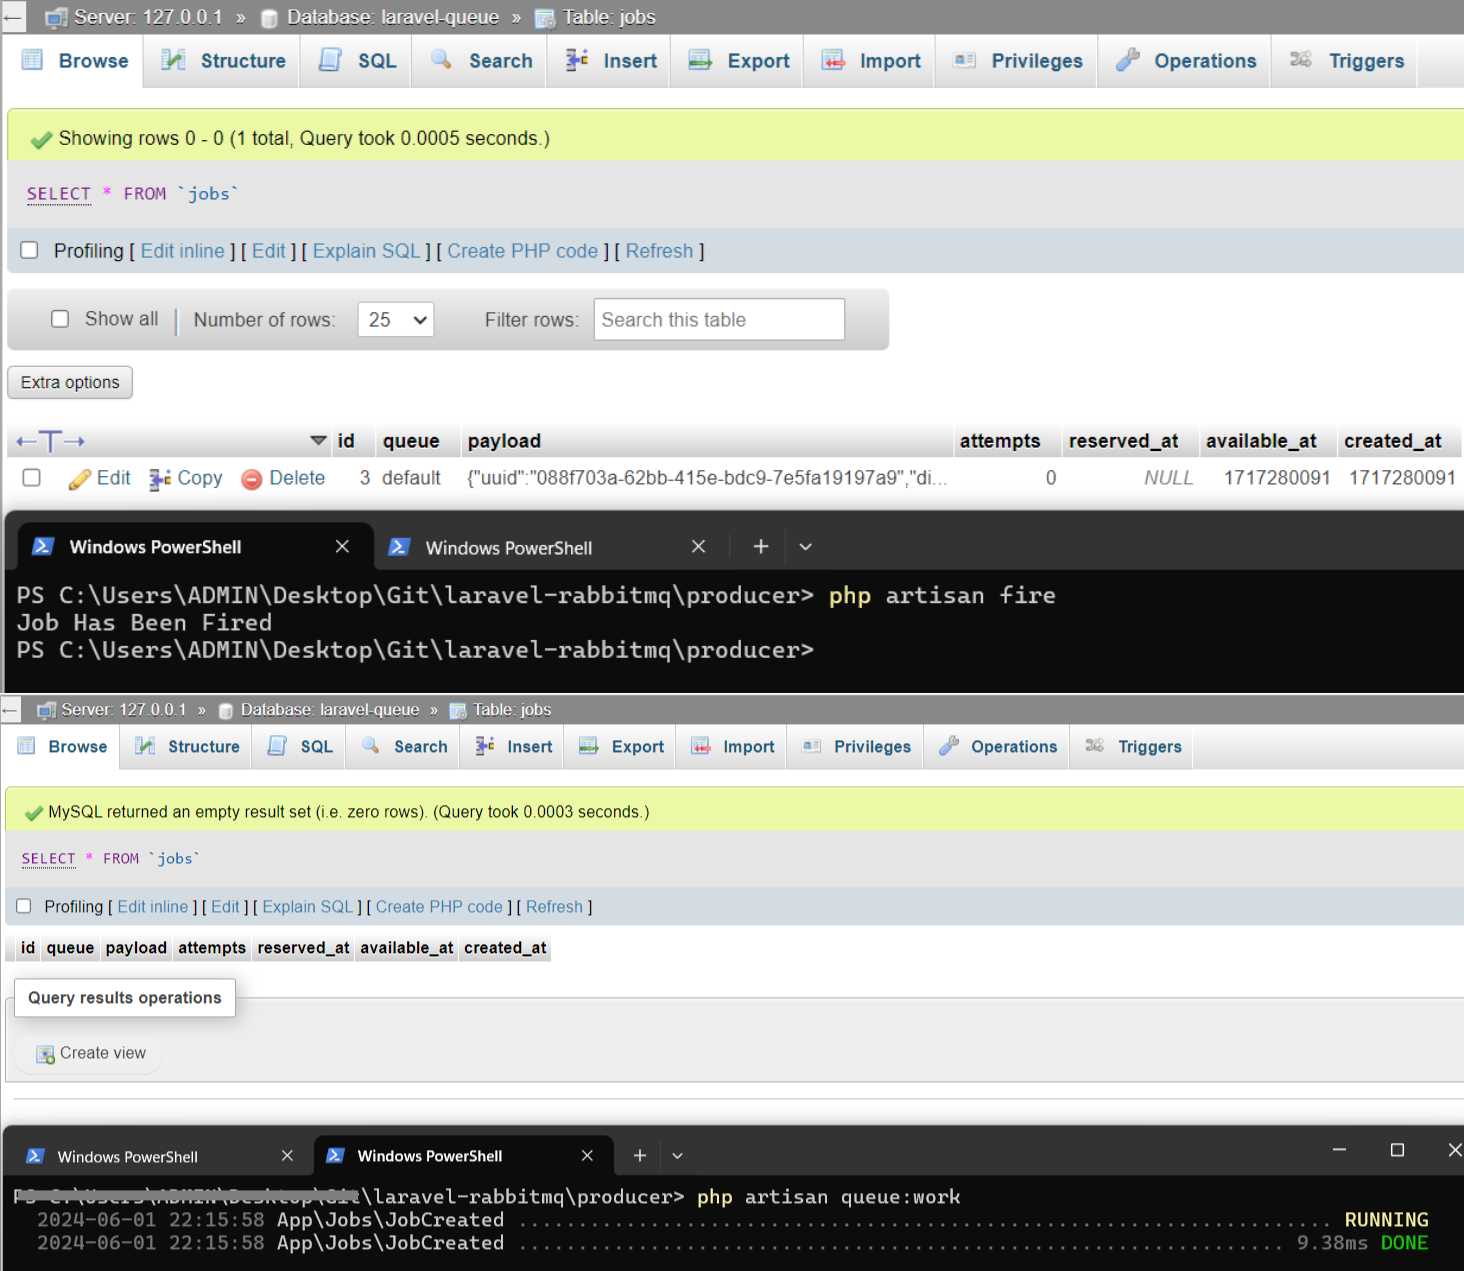 Server: 127.0.0.1 » Database: laravel-queue » Table: jobs
Browse Structure SQL Search Insert Export Import Privileges Operations Triggers
Showing rows 0 - 0 (1 total, Query took 0.0005 seconds.)
SELECT * FROM `jobs`
Profiling [ Edit inline ] [ Edit ] [ Explain SQL ] [ Create PHP code ] [ Refresh ]
Show all Number of rows: 25 Filter rows: Search this table
Extra options
id queue payload attempts reserved_at available_at created_at
Edit Copy Delete 3 default {"uuid":"088f703a-62bb-415e-bdc9-7e5fa19197a9","di... 0 NULL 1717280091 1717280091
Windows PowerShell Windows PowerShell
PS C:\Users\ADMIN\Desktop\Git\laravel-rabbitmq\producer> php artisan fire
Job Has Been Fired
PS C:\Users\ADMIN\Desktop\Git\laravel-rabbitmq\producer>
Server: 127.0.0.1 » Database: laravel-queue » Table: jobs
Browse Structure SQL Search Insert Export Import Privileges Operations Triggers
MySQL returned an empty result set (i.e. zero rows). (Query took 0.0003 seconds.)
SELECT * FROM `jobs`
Profiling [ Edit inline ] [ Edit ] [ Explain SQL ] [ Create PHP code ] [ Refresh ]
id queue payload attempts reserved_at available_at created_at
Query results operations
Create view
Windows PowerShell Windows PowerShell
PS C:\Users\ADMIN\Desktop\Git\laravel-rabbitmq\producer> php artisan queue:work
2024-06-01 22:15:58 App\Jobs\JobCreated .................................................................... RUNNING
2024-06-01 22:15:58 App\Jobs\JobCreated ................................................................ 9.38ms DONE